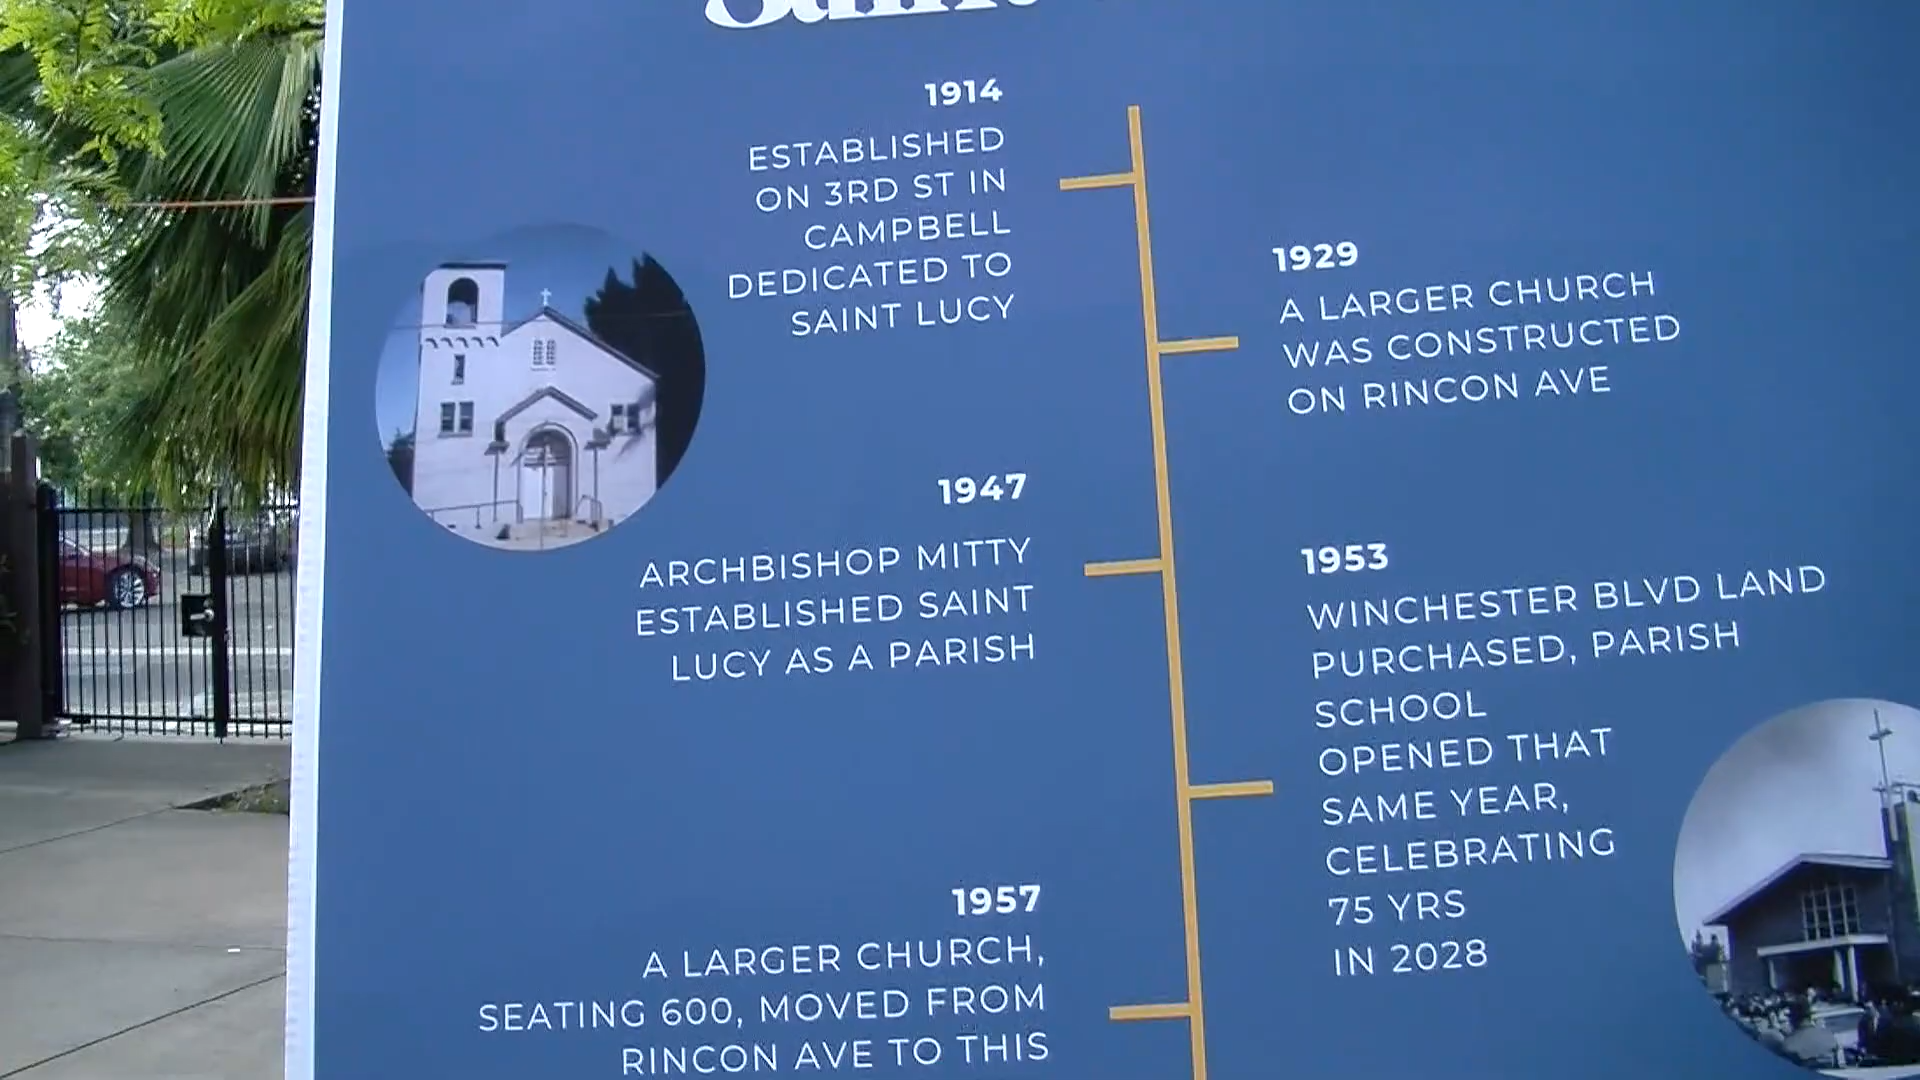 Saint
1914
ESTABLISHED
ON 3RD ST IN
CAMPBELL
DEDICATED TO
SAINT LUCY
1929
A LARGER CHURCH
WAS CONSTRUCTED
ON RINCON AVE
1947
ARCHBISHOP MITTY
ESTABLISHED SAINT
LUCY AS A PARISH
1953
WINCHESTER BLVD LAND
PURCHASED, PARISH
SCHOOL
OPENED THAT
SAME YEAR,
CELEBRATING
75 YRS
IN 2028
1957
A LARGER CHURCH,
SEATING 600, MOVED FROM
RINCON AVE TO THIS